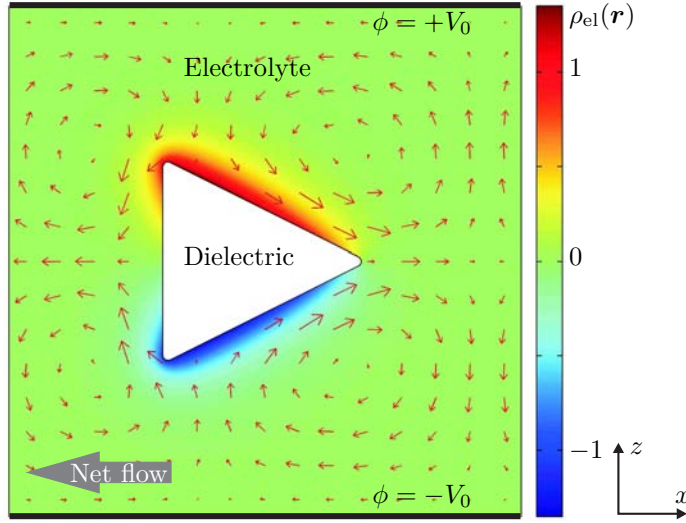 ϕ = +V₀
ρel(r)
Electrolyte
1
Dielectric
0
−1
z
Net flow
ϕ = −V₀
x